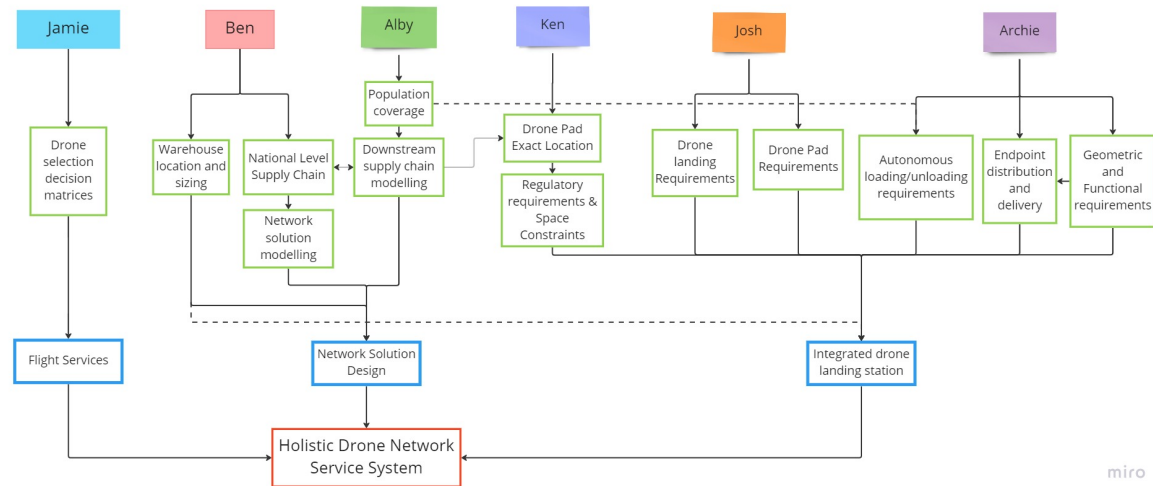 Jamie
Ben
Alby
Ken
Josh
Archie
Population
coverage
Drone
selection
decision
matrices
Warehouse
location and
sizing
National Level
Supply Chain
Downstream
supply chain
modelling
Drone Pad
Exact Location
Drone
landing
Requirements
Drone Pad
Requirements
Autonomous
loading/unloading
requirements
Endpoint
distribution
and
delivery
Geometric
and
Functional
requirements
Network
solution
modelling
Regulatory
requirements &
Space
Constraints
Flight Services
Network Solution
Design
Integrated drone
landing station
Holistic Drone Network
Service System
miro